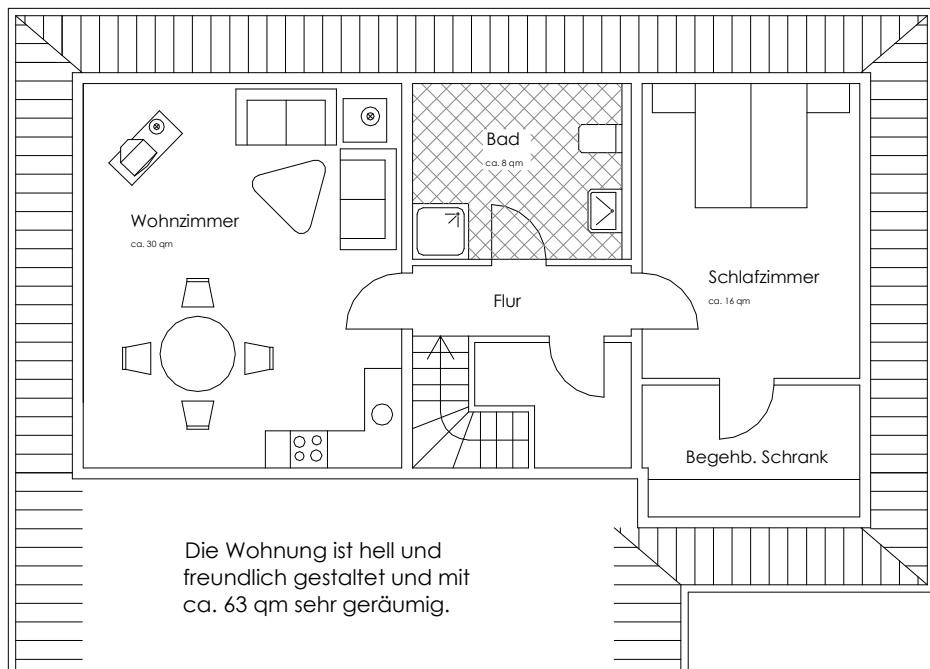 Bad
ca. 8 qm
Wohnzimmer
ca. 30 qm
Schlafzimmer
ca. 16 qm
Flur
Begehb. Schrank
Die Wohnung ist hell und
freundlich gestaltet und mit
ca. 63 qm sehr geräumig.